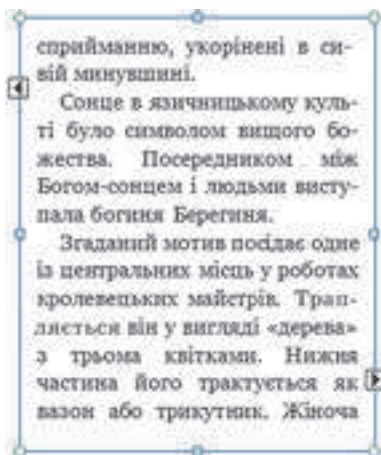 сприйманню, укорінені в си-
вій минувшині.
Сонце в язичницькому куль-
ті було символом вищого бо-
жества. Посередником між
Богом-сонцем і людьми висту-
пала богиня Берегиня.
Згаданий мотив посідає одне
із центральних місць у роботах
кролевецьких майстрів. Трап-
ляється він у вигляді «дерева»
з трьома квітками. Нижня
частина його трактується як
вазон або трикутник. Жіноча